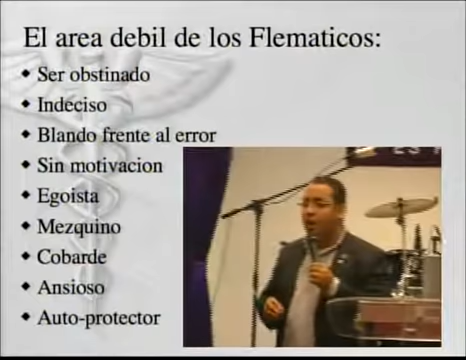 El area debil de los Flematicos:
Ser obstinado
Indeciso
Blando frente al error
Sin motivacion
Egoista
Mezquino
Cobarde
Ansioso
Auto-protector